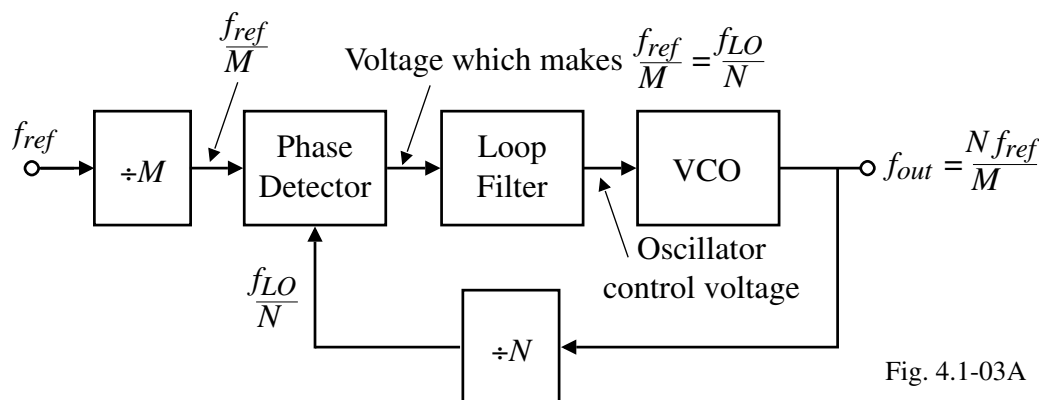 f_ref/M
Voltage which makes f_ref/M = f_LO/N
f_ref
÷M
Phase
Detector
Loop
Filter
VCO
f_out = N f_ref/M
Oscillator
control voltage
f_LO/N
÷N
Fig. 4.1-03A